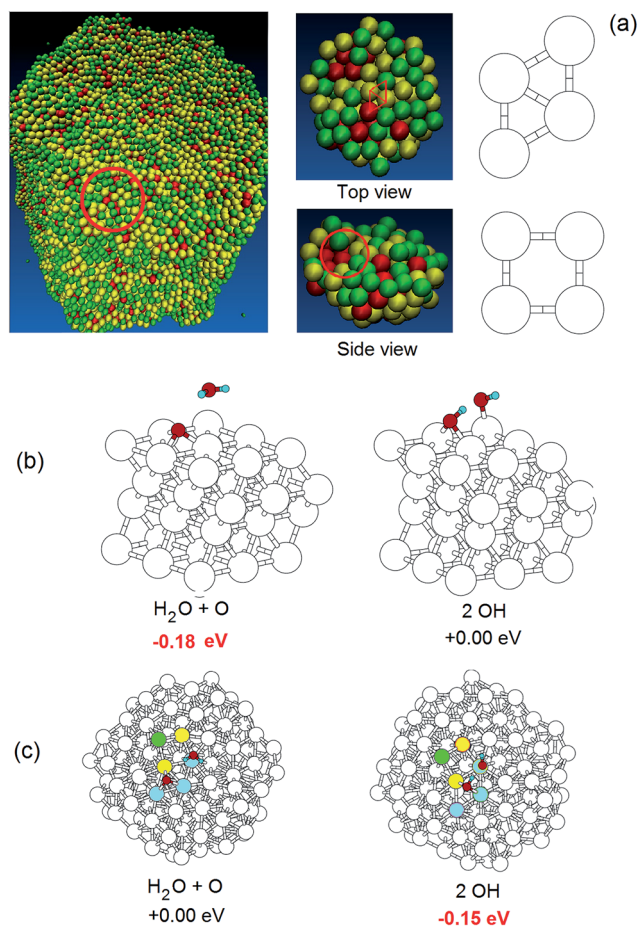 (a)
Top view
Side view
(b)
H₂O + O
-0.18 eV
2 OH
+0.00 eV
(c)
H₂O + O
+0.00 eV
2 OH
-0.15 eV